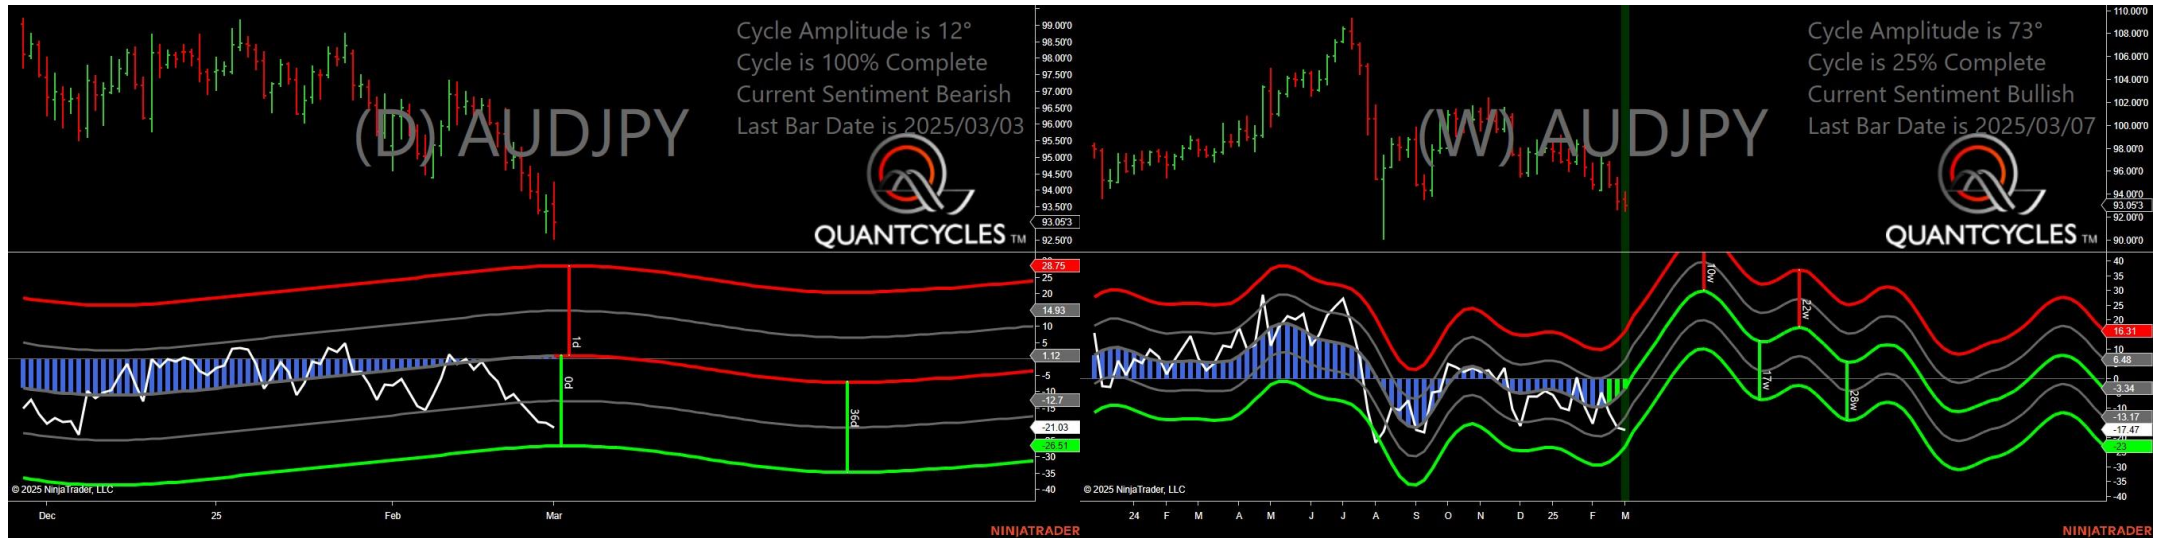 Cycle Amplitude is 12°
Cycle is 100% Complete
Current Sentiment Bearish
Last Bar Date is 2025/03/03
(D) AUDJPY
QUANTCYCLES TM
99.00'0
98.50'0
98.00'0
97.50'0
97.00'0
96.50'0
96.00'0
95.50'0
95.00'0
94.50'0
94.00'0
93.50'0
93.05'3
92.50'0
28.75
25
20
14.93
10
5
1.12
-5
-10
-12.7
-15
-21.03
-26.51
-30
-35
-40
1d
0d
36d
© 2025 NinjaTrader, LLC
Dec
25
Feb
Mar
NINJATRADER
Cycle Amplitude is 73°
Cycle is 25% Complete
Current Sentiment Bullish
Last Bar Date is 2025/03/07
(W) AUDJPY
QUANTCYCLES TM
110.00'0
108.00'0
106.00'0
104.00'0
102.00'0
100.00'0
98.00'0
96.00'0
94.00'0
93.05'3
92.00'0
90.00'0
40
35
30
25
20
16.31
10
6.48
0
-3.34
-10
-13.17
-17.47
-23
-25
-30
-35
-40
10w
17w
22w
28w
© 2025 NinjaTrader, LLC
24
F
M
A
M
J
J
A
S
O
N
D
25
F
M
NINJATRADER